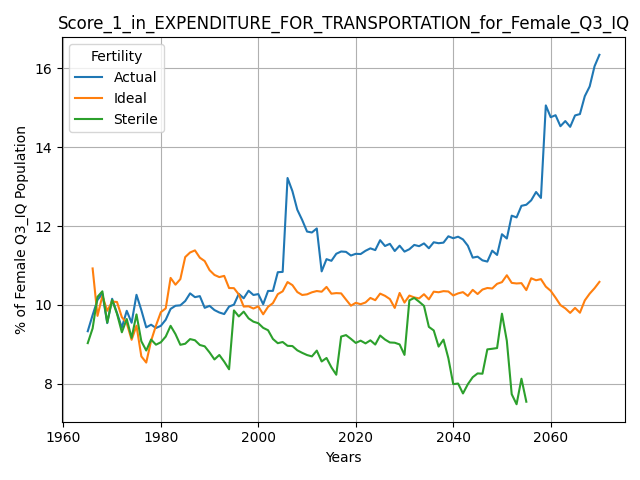 Score_1_in_EXPENDITURE_FOR_TRANSPORTATION_for_Female_Q3_IQ
Fertility
Actual
Ideal
Sterile
% of Female Q3_IQ Population
16
14
12
10
8
1960
1980
2000
2020
2040
2060
Years